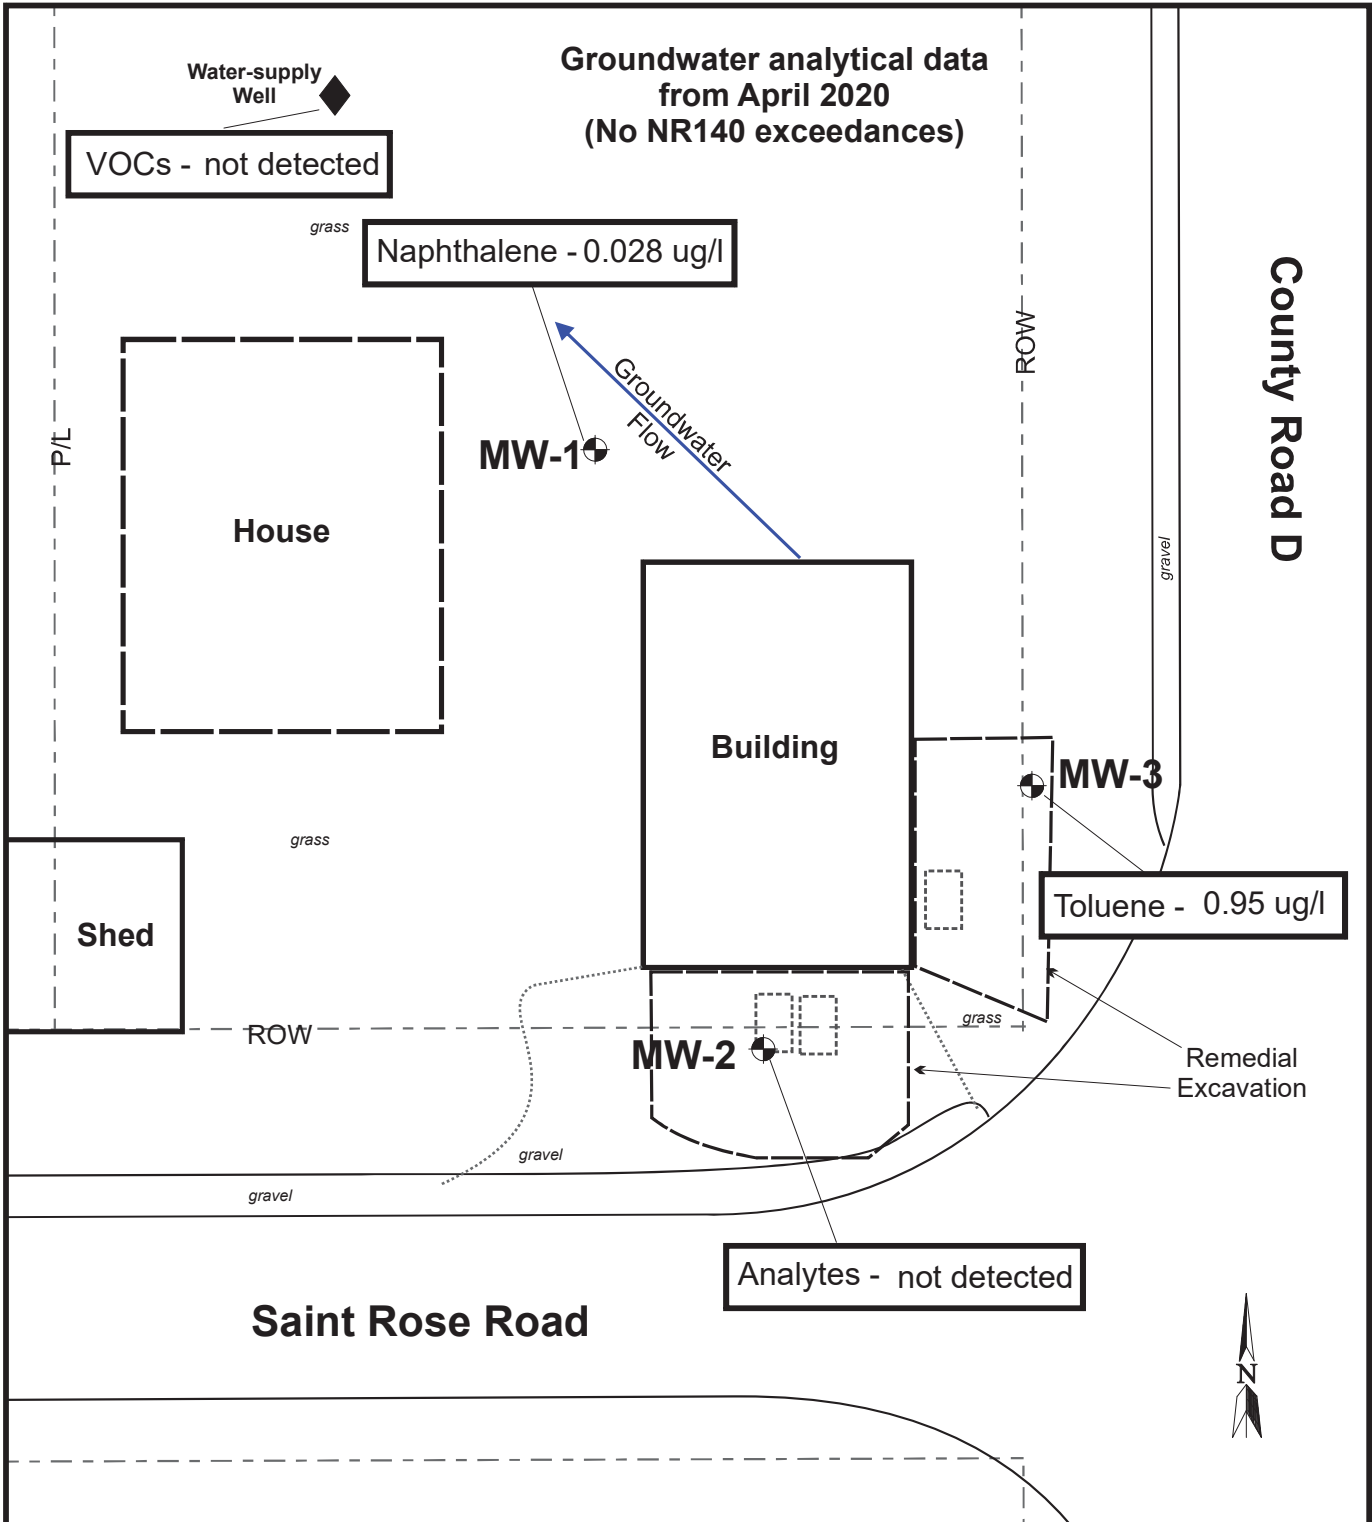 Groundwater analytical data
from April 2020
(No NR140 exceedances)
Water-supply
Well
VOCs - not detected
grass
Naphthalene - 0.028 ug/l
County Road D
ROW
Groundwater
Flow
P/L
MW-1
House
gravel
Building
MW-3
grass
Toluene - 0.95 ug/l
Shed
grass
ROW
MW-2
Remedial
Excavation
gravel
gravel
Analytes - not detected
Saint Rose Road
N